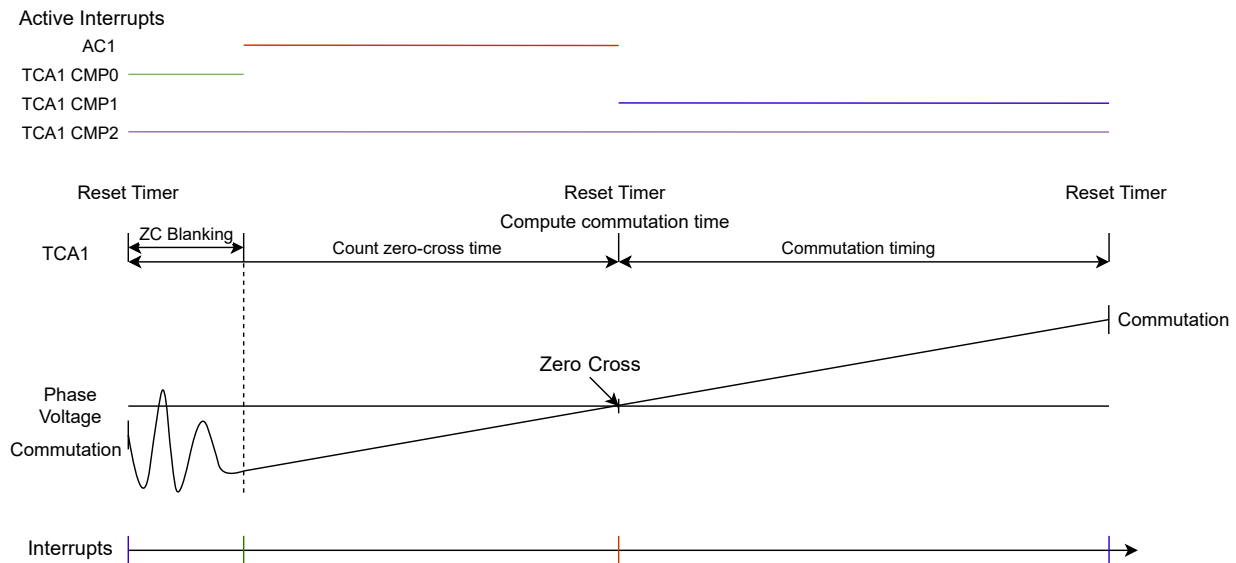 Active Interrupts
AC1
TCA1 CMP0
TCA1 CMP1
TCA1 CMP2
Reset Timer
Reset Timer
Reset Timer
Compute commutation time
ZC Blanking
TCA1
Count zero-cross time
Commutation timing
Commutation
Zero Cross
Phase
Voltage
Commutation
Interrupts